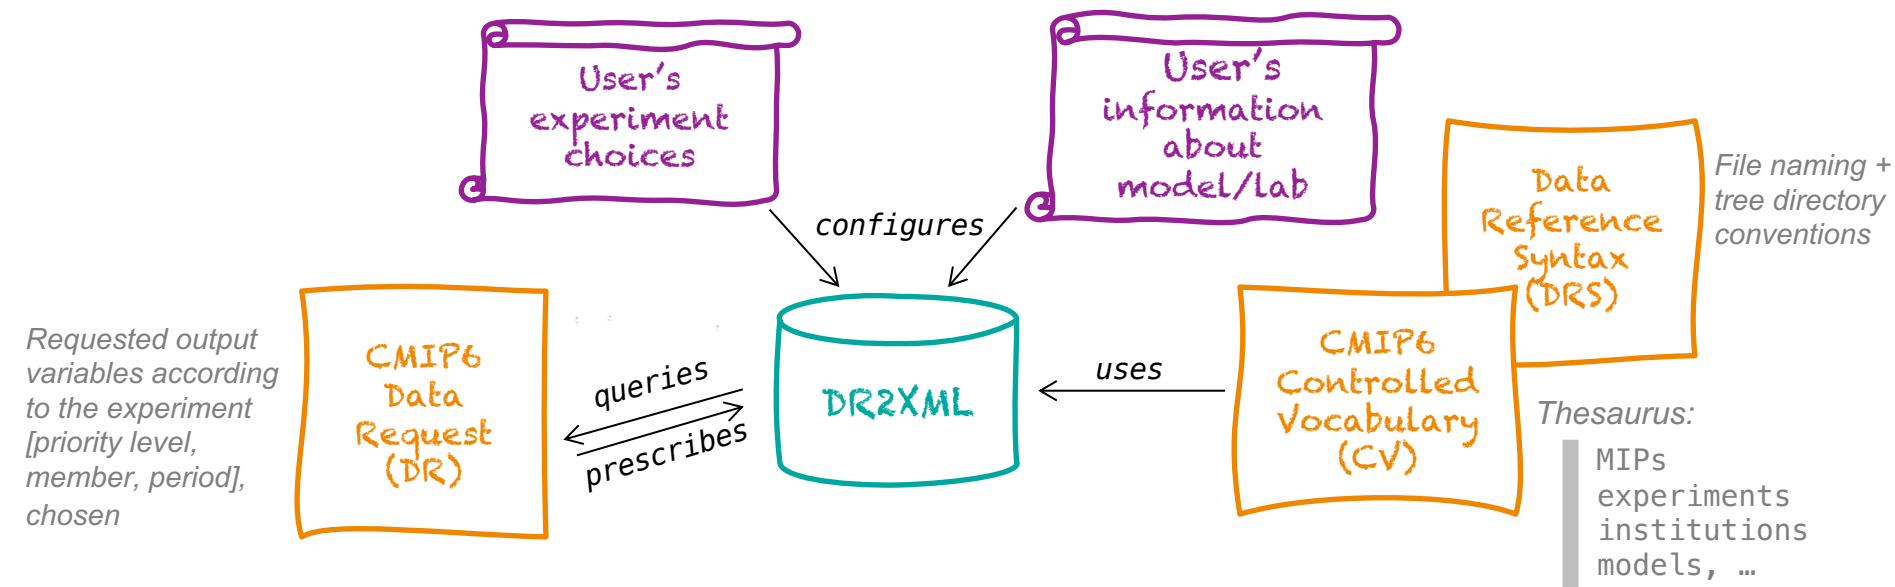 User's
experiment
choices
User's
information
about
model/lab
configures
Data
Reference
Syntax
(DRS)
File naming +
tree directory
conventions
Requested output
variables according
to the experiment
[priority level,
member, period],
chosen
CMIP6
Data
Request
(DR)
queries
prescribes
DR2XML
uses
CMIP6
Controlled
Vocabulary
(CV)
Thesaurus:
MIPs
experiments
institutions
models, …